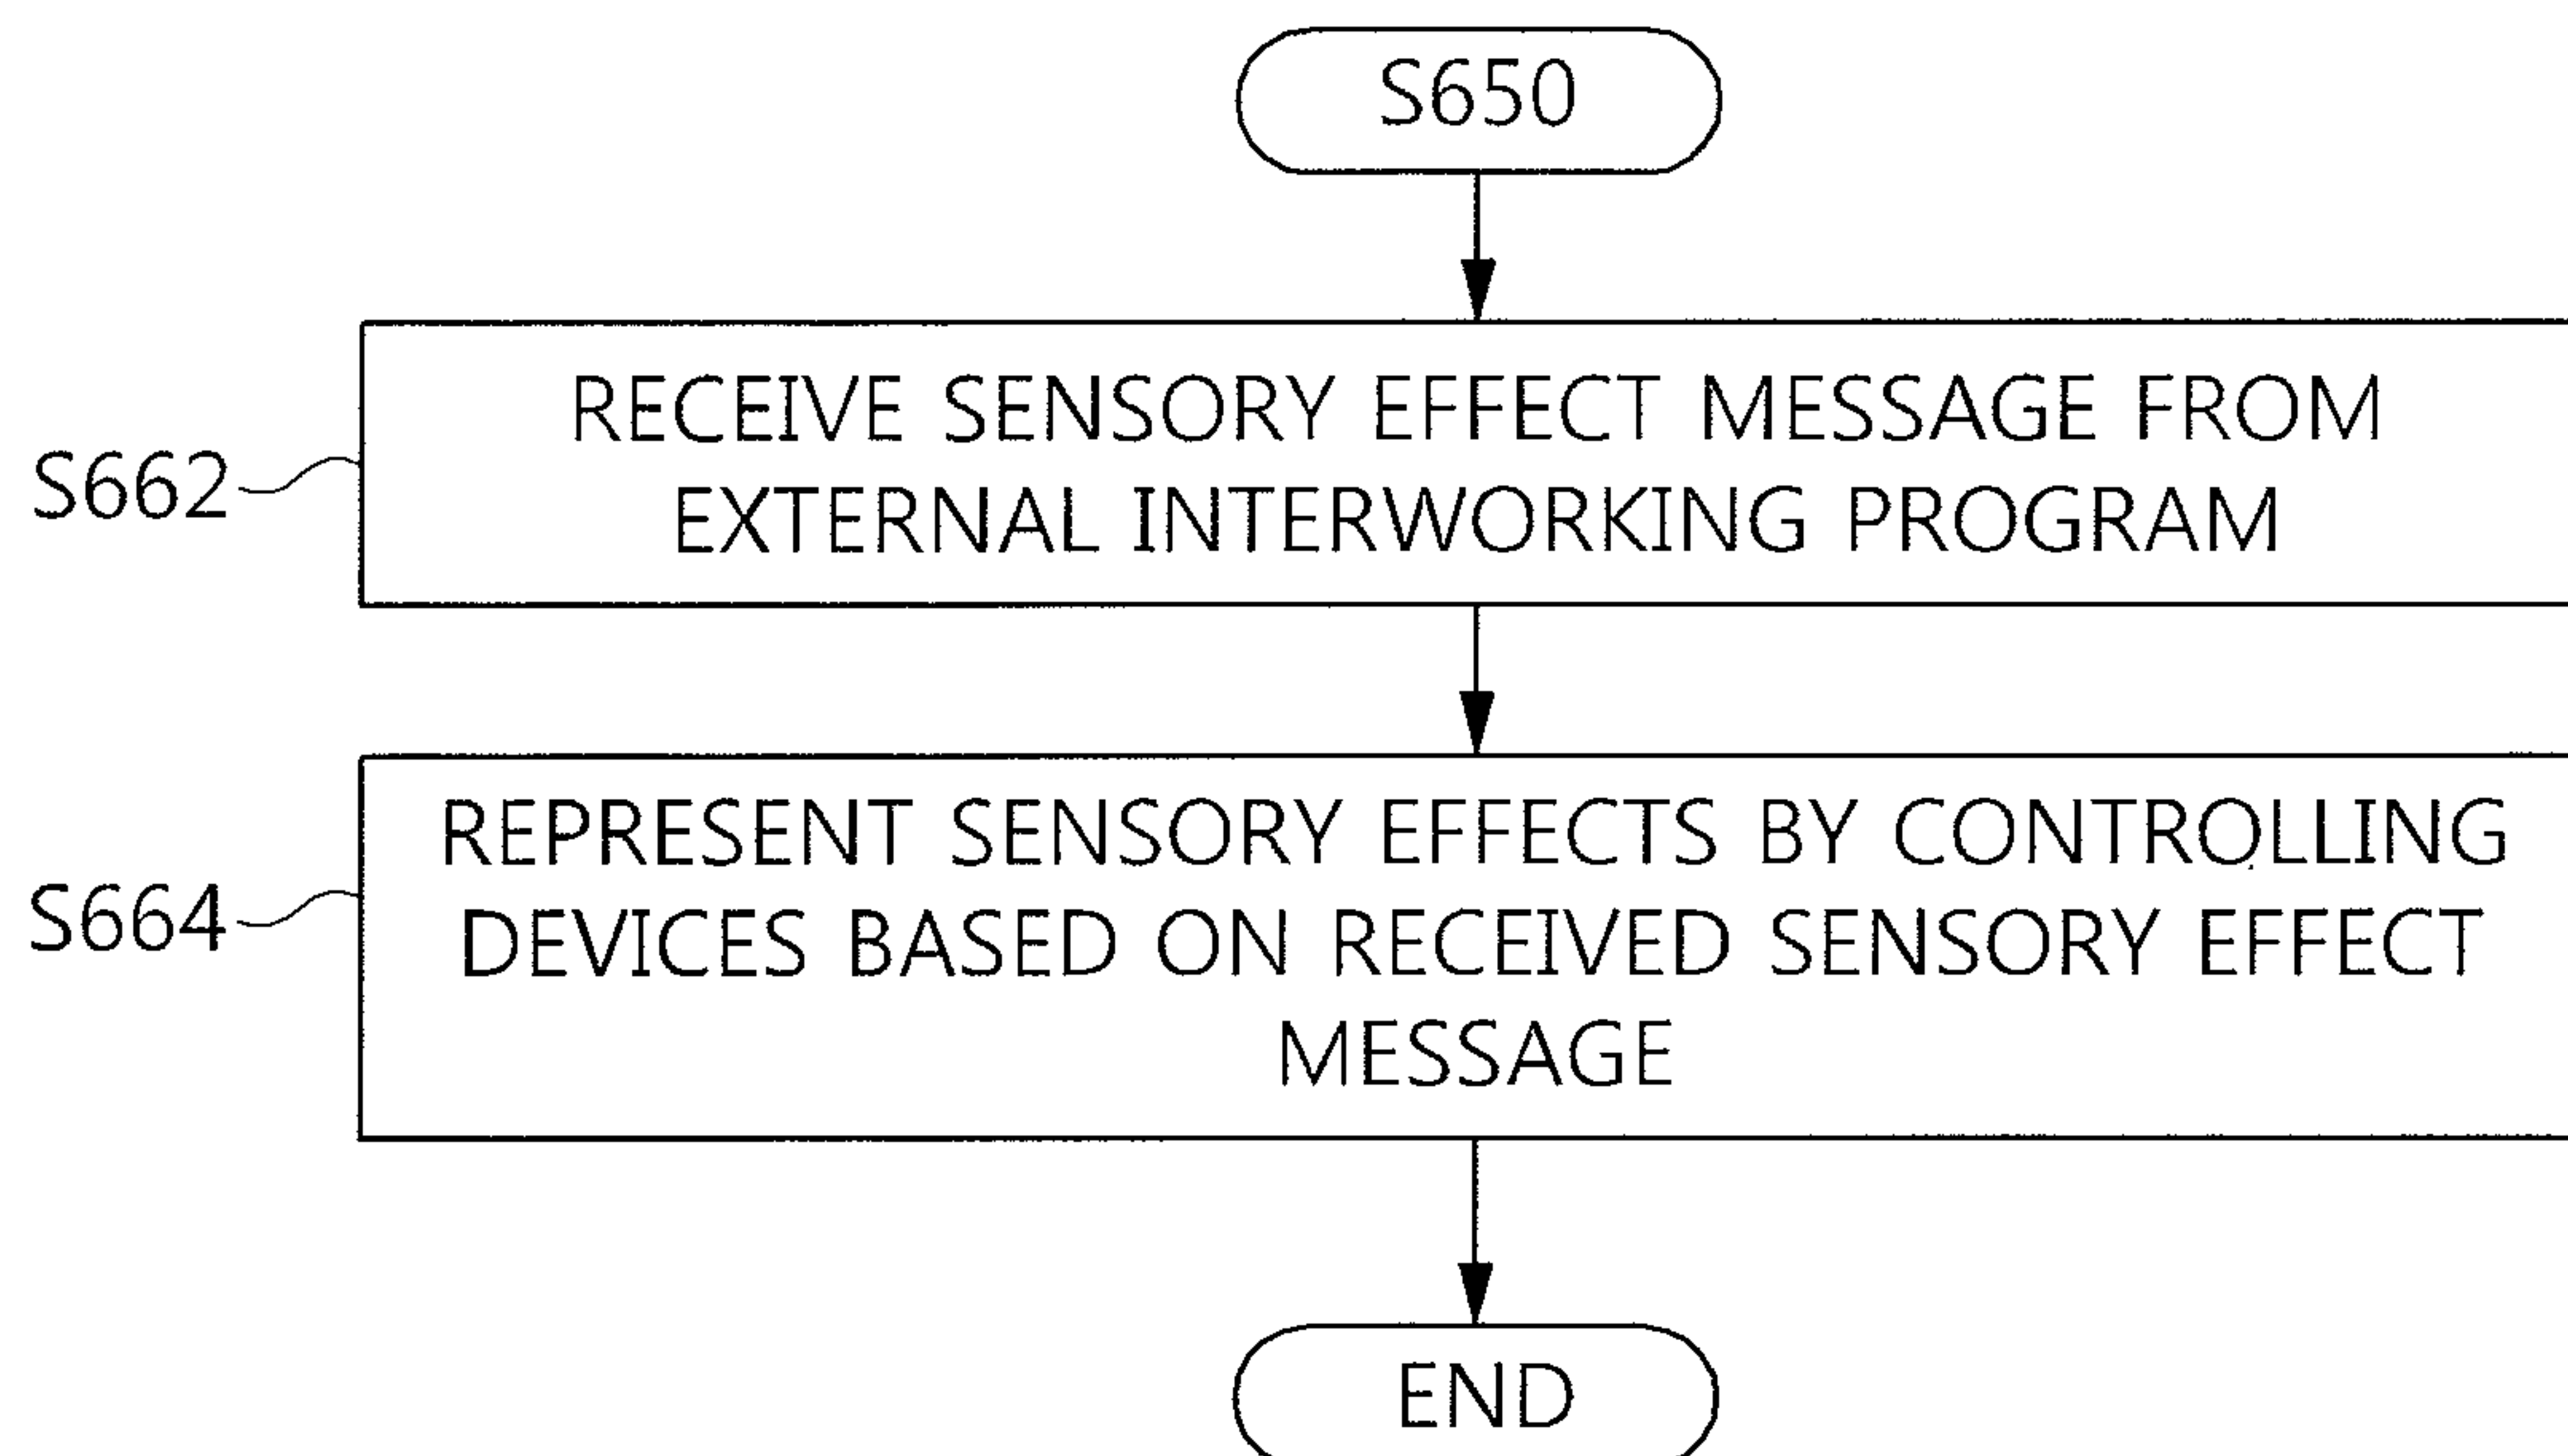 S650
RECEIVE SENSORY EFFECT MESSAGE FROM
EXTERNAL INTERWORKING PROGRAM
S662
REPRESENT SENSORY EFFECTS BY CONTROLLING
DEVICES BASED ON RECEIVED SENSORY EFFECT
MESSAGE
S664
END